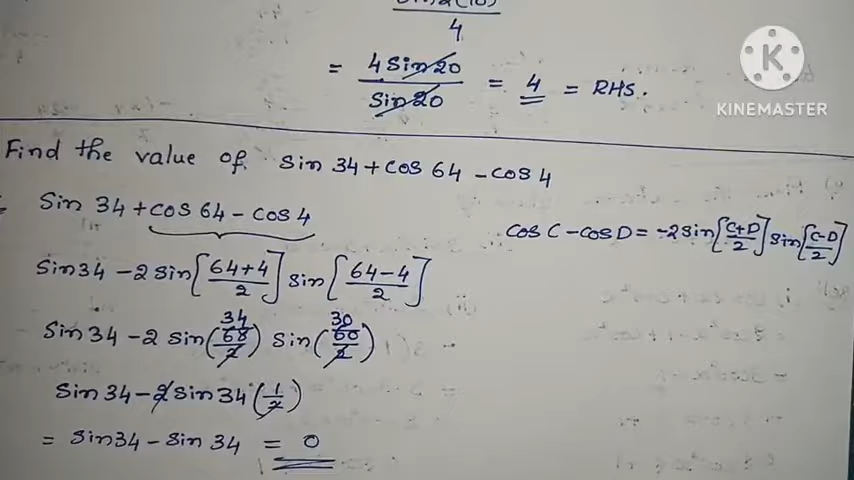 4
= 4 Sin 20 / Sin 20 = 4 = RHS.
K
KINEMASTER
Find the value of. Sin 34 + cos 64 - cos 4
Sin 34 + cos 64 - cos 4
cos C - cos D = -2 sin [C+D/2] sin [C-D/2]
Sin 34 - 2 sin [64+4/2] sin [64-4/2]
34 30
Sin 34 - 2 sin (68/2) sin (60/2)
Sin 34 - 2 sin 34 (1/2)
= Sin 34 - sin 34 = 0